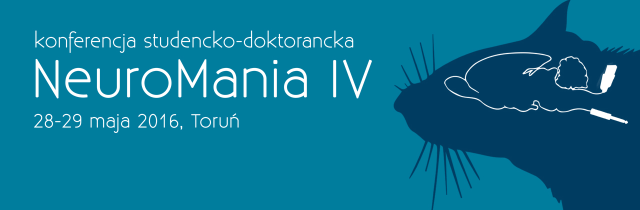 konferencja studencko-doktorancka
NeuroMania IV
28-29 maja 2016, Toruń